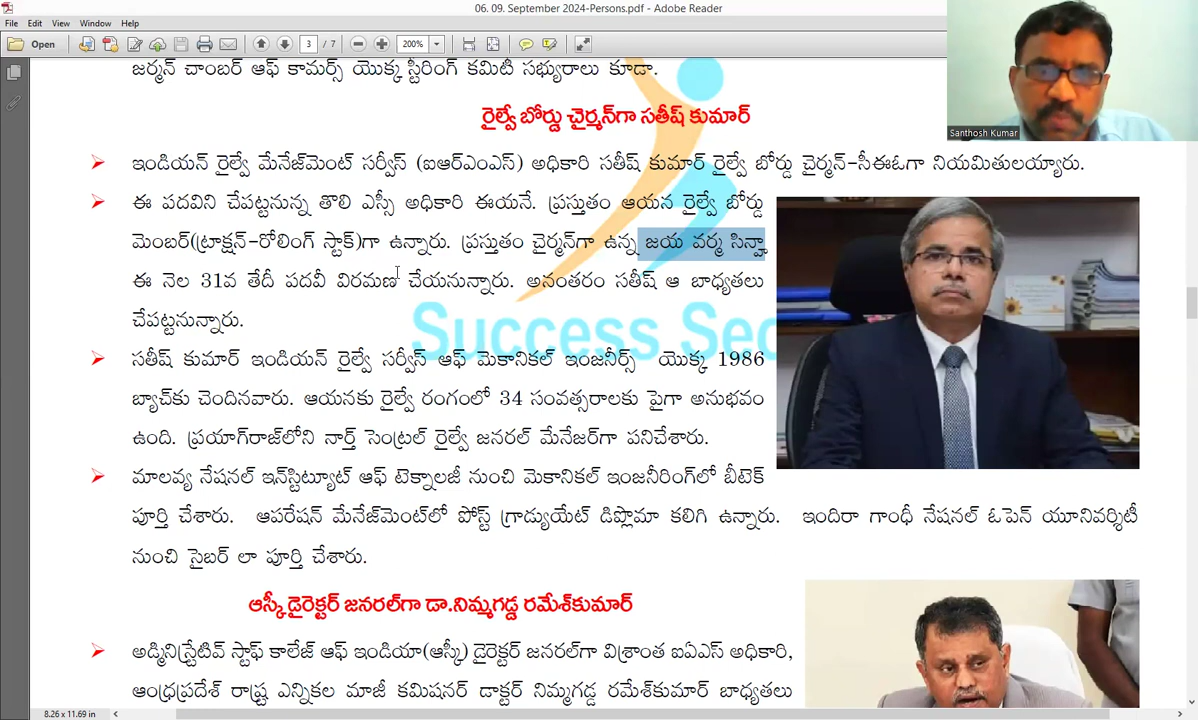 06. 09. September 2024-Persons.pdf - Adobe Reader
File Edit View Window Help
Open 3 / 7 200%
జర్మన్ చాంబర్ ఆఫ్ కామర్స్ యొక్క స్టీరింగ్ కమిటి సభ్యురాలు కూడా.
Santhosh Kumar
రైల్వే బోర్డు చైర్మన్‌గా సతీష్ కుమార్
ఇండియన్ రైల్వే మేనేజ్‌మెంట్ సర్వీస్ (ఐఆర్ఎంఎస్) అధికారి సతీష్ కుమార్ రైల్వే బోర్డు చైర్మన్-సీఈఓగా నియమితులయ్యారు.
ఈ పదవిని చేపట్టనున్న తొలి ఎస్సీ అధికారి ఈయనే. ప్రస్తుతం ఆయన రైల్వే బోర్డు
మెంబర్(ట్రాక్షన్-రోలింగ్ స్టాక్)గా ఉన్నారు. ప్రస్తుతం చైర్మన్‌గా ఉన్న జయ వర్మ సిన్హా
ఈ నెల 31వ తేదీ పదవీ విరమణ చేయనున్నారు. అనంతరం సతీష్ ఆ బాధ్యతలు
చేపట్టనున్నారు.
Success Sec
సతీష్ కుమార్ ఇండియన్ రైల్వే సర్వీస్ ఆఫ్ మెకానికల్ ఇంజనీర్స్ యొక్క 1986
బ్యాచ్‌కు చెందినవారు. ఆయనకు రైల్వే రంగంలో 34 సంవత్సరాలకు పైగా అనుభవం
ఉంది. ప్రయాగ్‌రాజ్‌లోని నార్త్ సెంట్రల్ రైల్వే జనరల్ మేనేజర్‌గా పనిచేశారు.
మాలవ్య నేషనల్ ఇన్‌స్టిట్యూట్ ఆఫ్ టెక్నాలజీ నుంచి మెకానికల్ ఇంజనీరింగ్‌లో బీటెక్
పూర్తి చేశారు. ఆపరేషన్ మేనేజ్‌మెంట్‌లో పోస్ట్ గ్రాడ్యుయేట్ డిప్లొమా కలిగి ఉన్నారు. ఇందిరా గాంధీ నేషనల్ ఓపెన్ యూనివర్శిటీ
నుంచి సైబర్ లా పూర్తి చేశారు.
ఆస్కీ డైరెక్టర్ జనరల్‌గా డా.నిమ్మగడ్డ రమేశ్‌కుమార్
అడ్మినిస్ట్రేటివ్ స్టాఫ్ కాలేజ్ ఆఫ్ ఇండియా(ఆస్కీ) డైరెక్టర్ జనరల్‌గా విశ్రాంత ఐఏఎస్ అధికారి,
ఆంధ్రప్రదేశ్ రాష్ట్ర ఎన్నికల మాజీ కమిషనర్ డాక్టర్ నిమ్మగడ్డ రమేశ్‌కుమార్ బాధ్యతలు
8.26 x 11.69 in